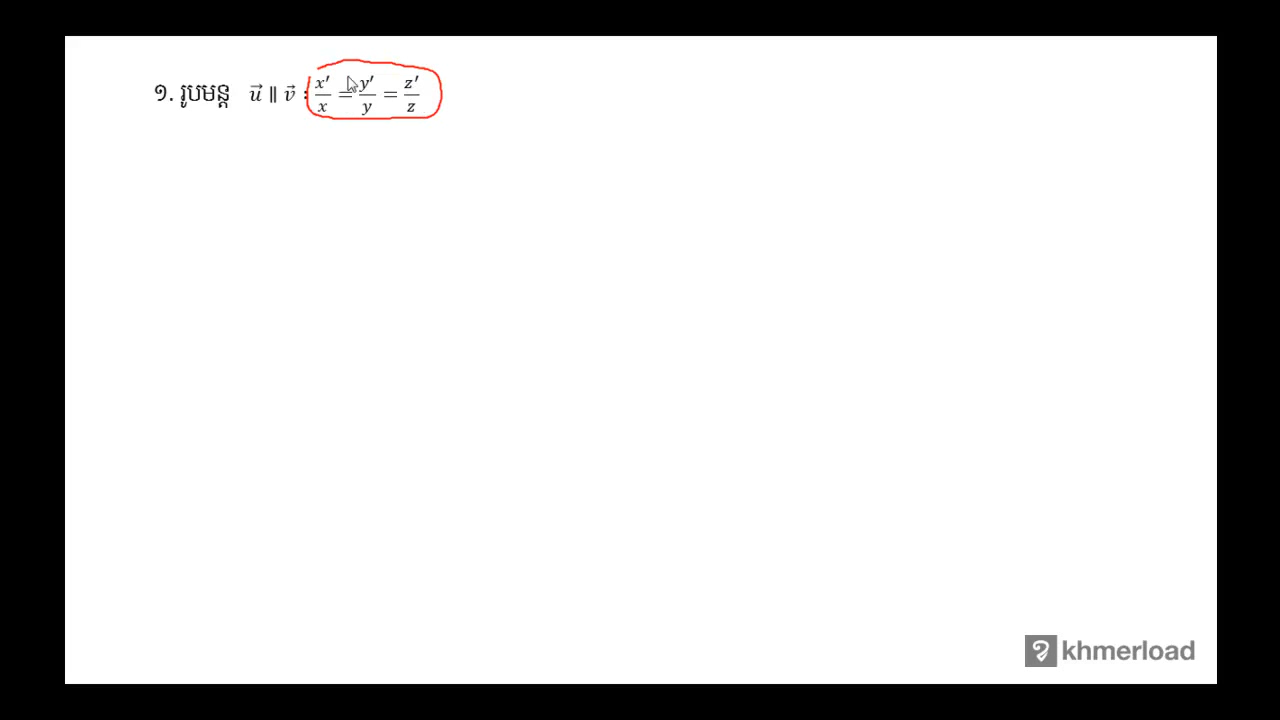 ១. រូបមន្ត u⃗ ∥ v⃗ : x′/x = y′/y = z′/z
khmerload